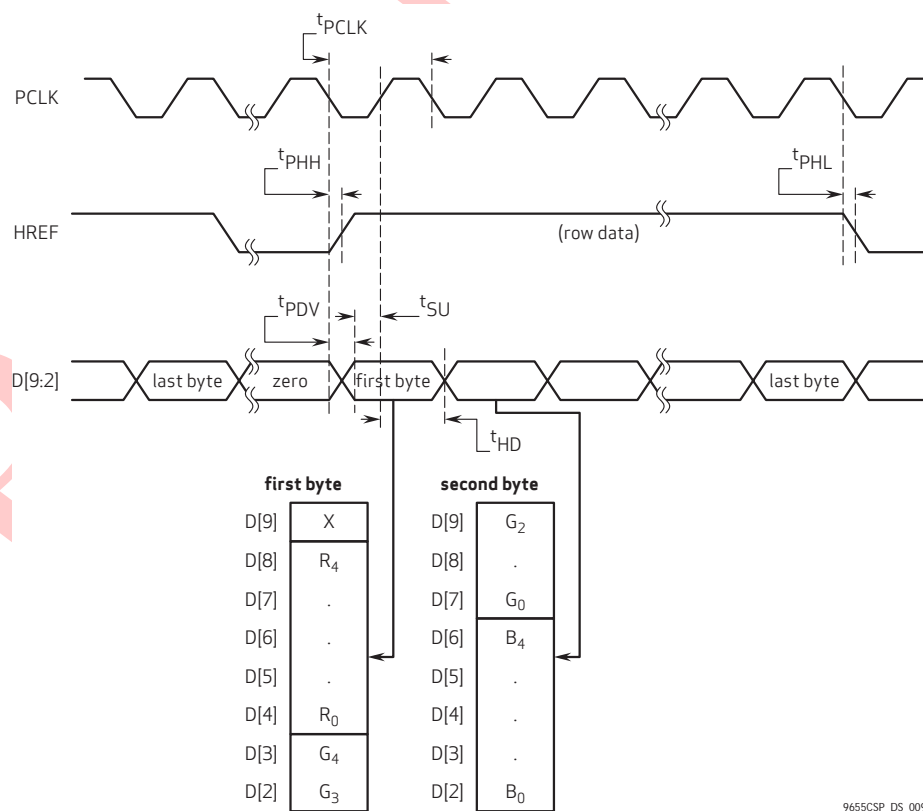 tPCLK
PCLK
tPHH
tPHL
HREF
(row data)
tPDV
tSU
D[9:2]
last byte
zero
first byte
last byte
tHD
first byte
second byte
D[9] X D[9] G2
D[8] R4 D[8] .
D[7] . D[7] G0
D[6] . D[6] B4
D[5] . D[5] .
D[4] R0 D[4] .
D[3] G4 D[3] .
D[2] G3 D[2] B0